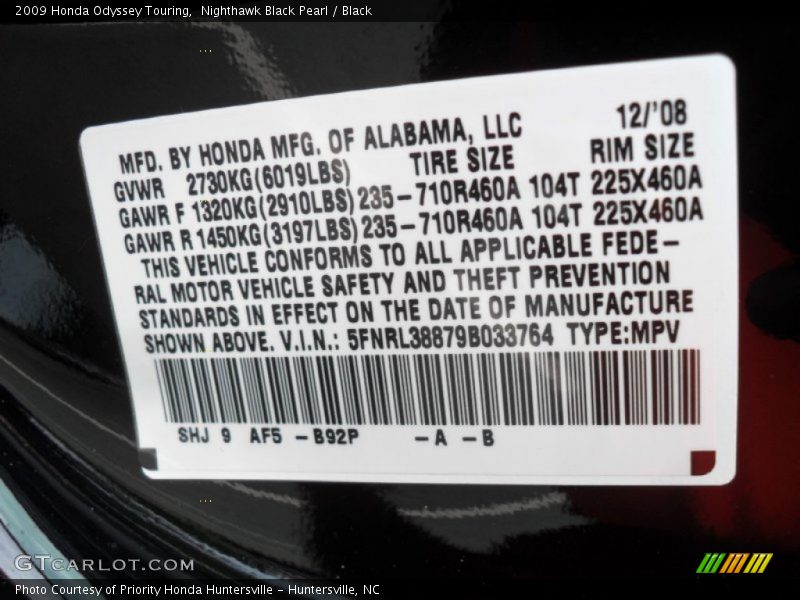 2009 Honda Odyssey Touring,  Nighthawk Black Pearl / Black
12/'08
MFD. BY HONDA MFG. OF ALABAMA, LLC
GVWR 2730KG(6019LBS) TIRE SIZE RIM SIZE
GAWR F 1320KG(2910LBS) 235-710R460A 104T 225X460A
GAWR R 1450KG(3197LBS) 235-710R460A 104T 225X460A
THIS VEHICLE CONFORMS TO ALL APPLICABLE FEDE-
RAL MOTOR VEHICLE SAFETY AND THEFT PREVENTION
STANDARDS IN EFFECT ON THE DATE OF MANUFACTURE
SHOWN ABOVE. V.I.N.: 5FNRL38879B033764 TYPE:MPV
SHJ 9 AF5 -B92P -A -B
GTCARLOT.COM
Photo Courtesy of Priority Honda Huntersville - Huntersville, NC